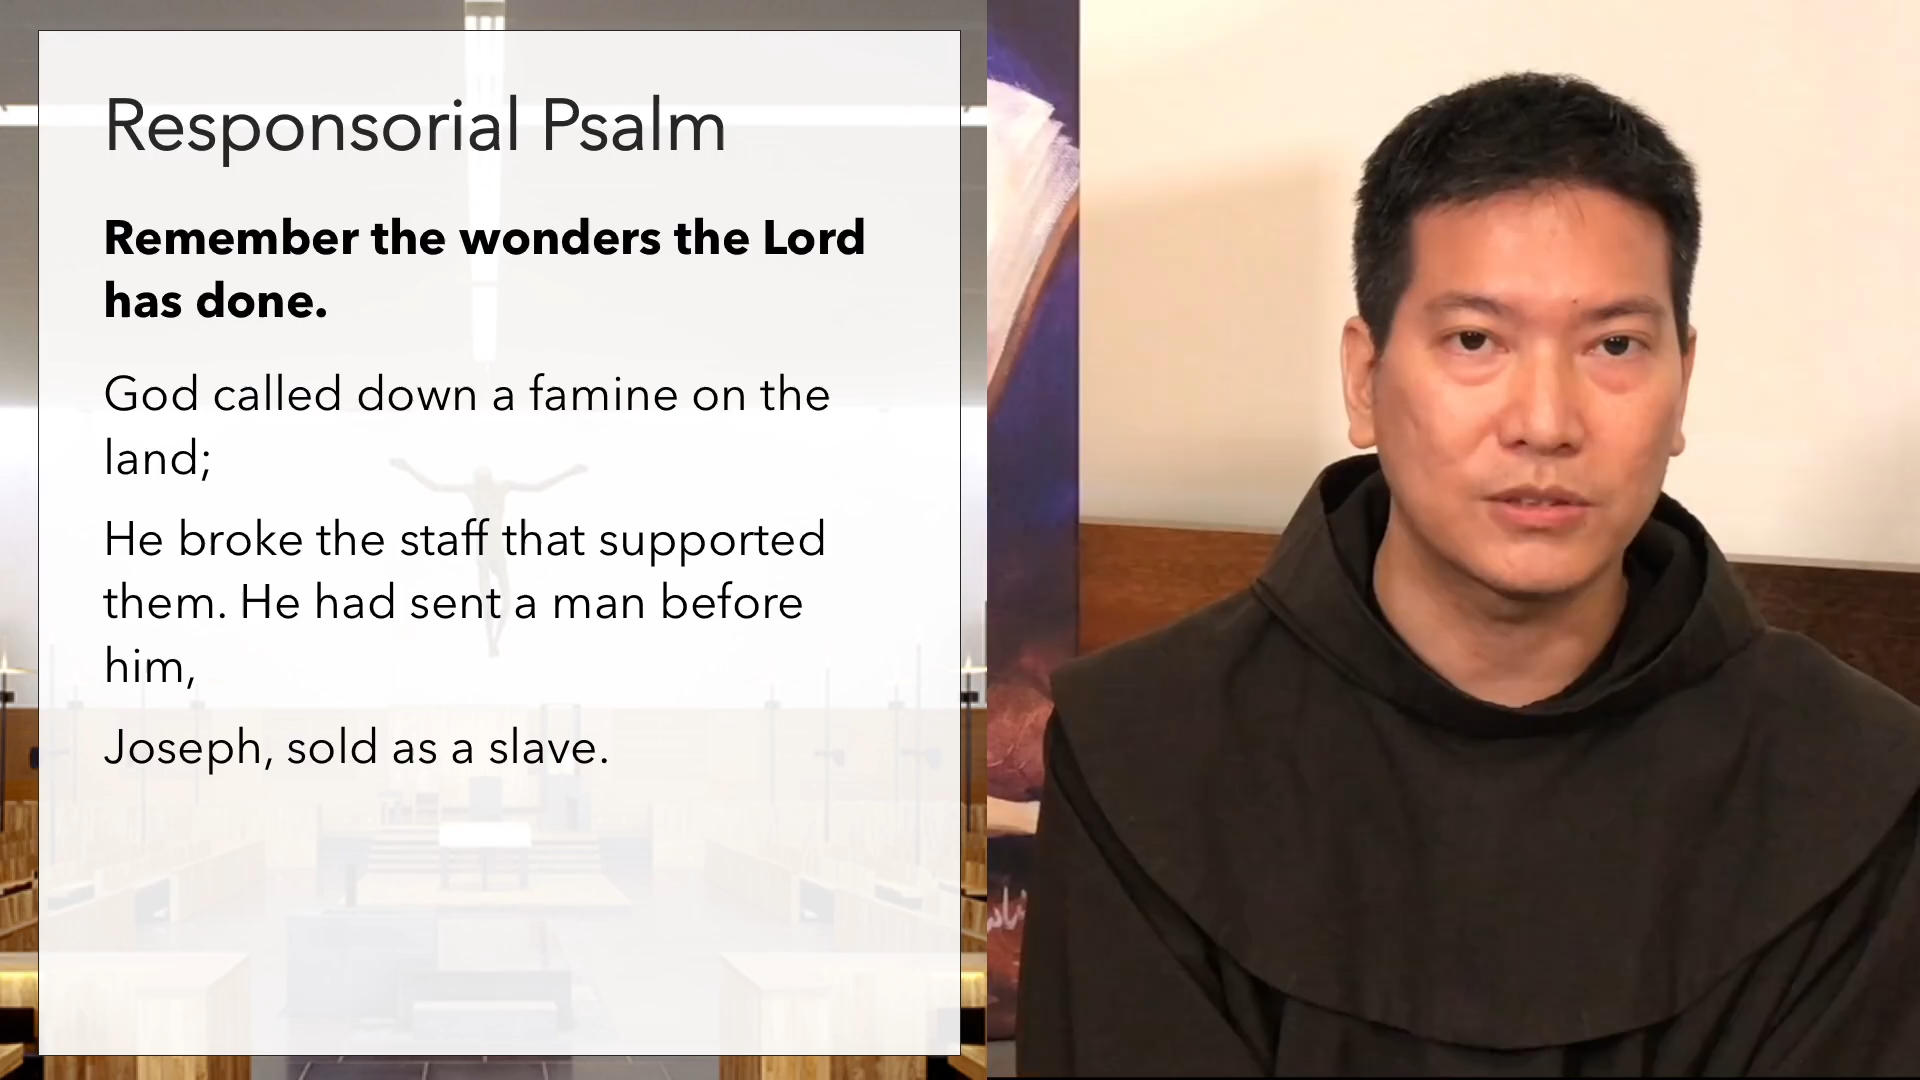 Responsorial Psalm
Remember the wonders the Lord
has done.
God called down a famine on the
land;
He broke the staff that supported
them. He had sent a man before
him,
Joseph, sold as a slave.